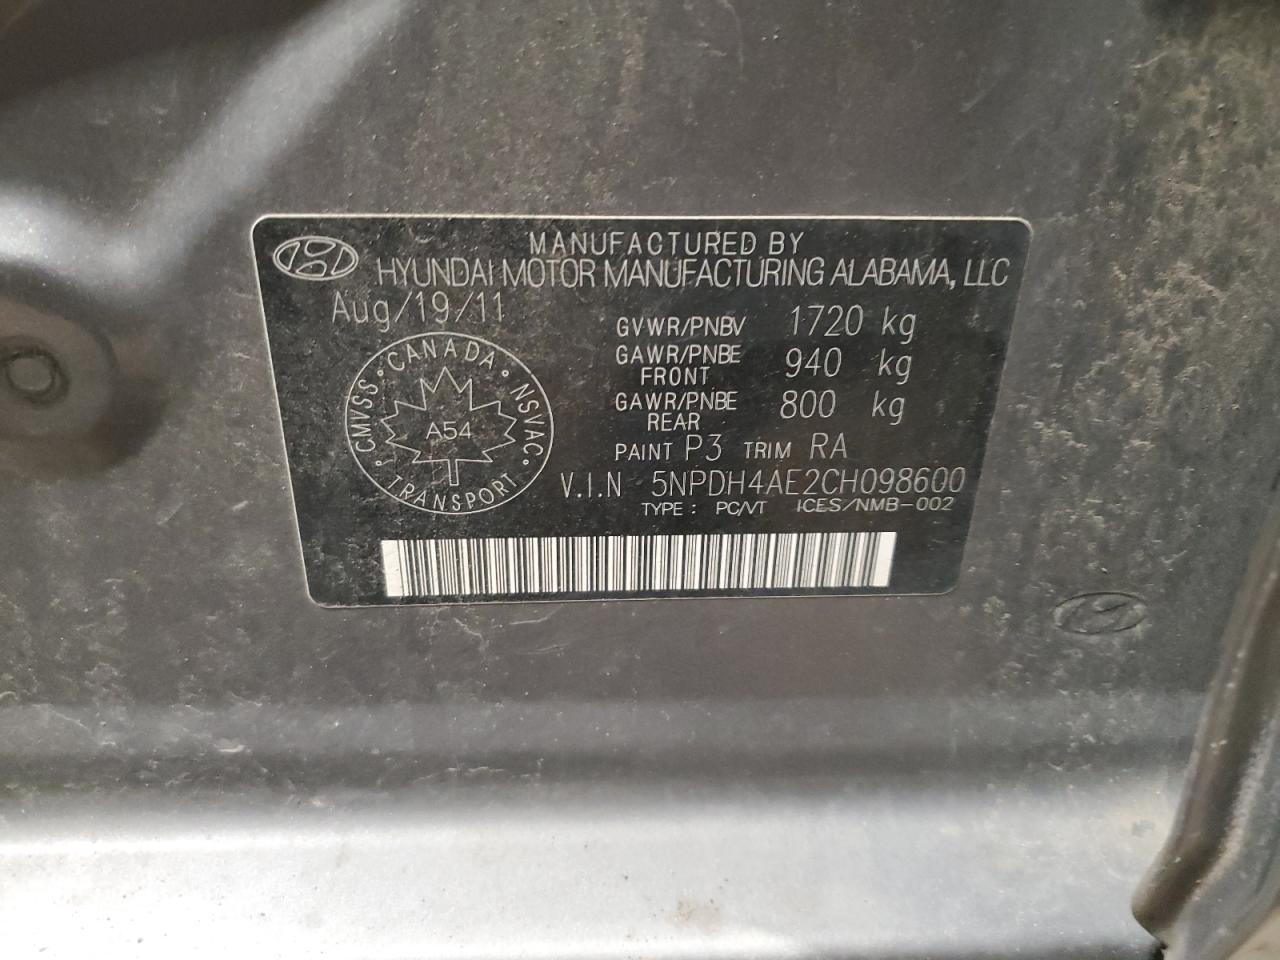 MANUFACTURED BY
HYUNDAI MOTOR MANUFACTURING ALABAMA, LLC
Aug/19/11
GVWR/PNBV 1720 kg
GAWR/PNBE FRONT 940 kg
GAWR/PNBE REAR 800 kg
CMVSS • CANADA • NSVAC • TRANSPORT •
A54
PAINT P3 TRIM RA
V.I.N 5NPDH4AE2CH098600
TYPE : PC/VT ICES/NMB-002